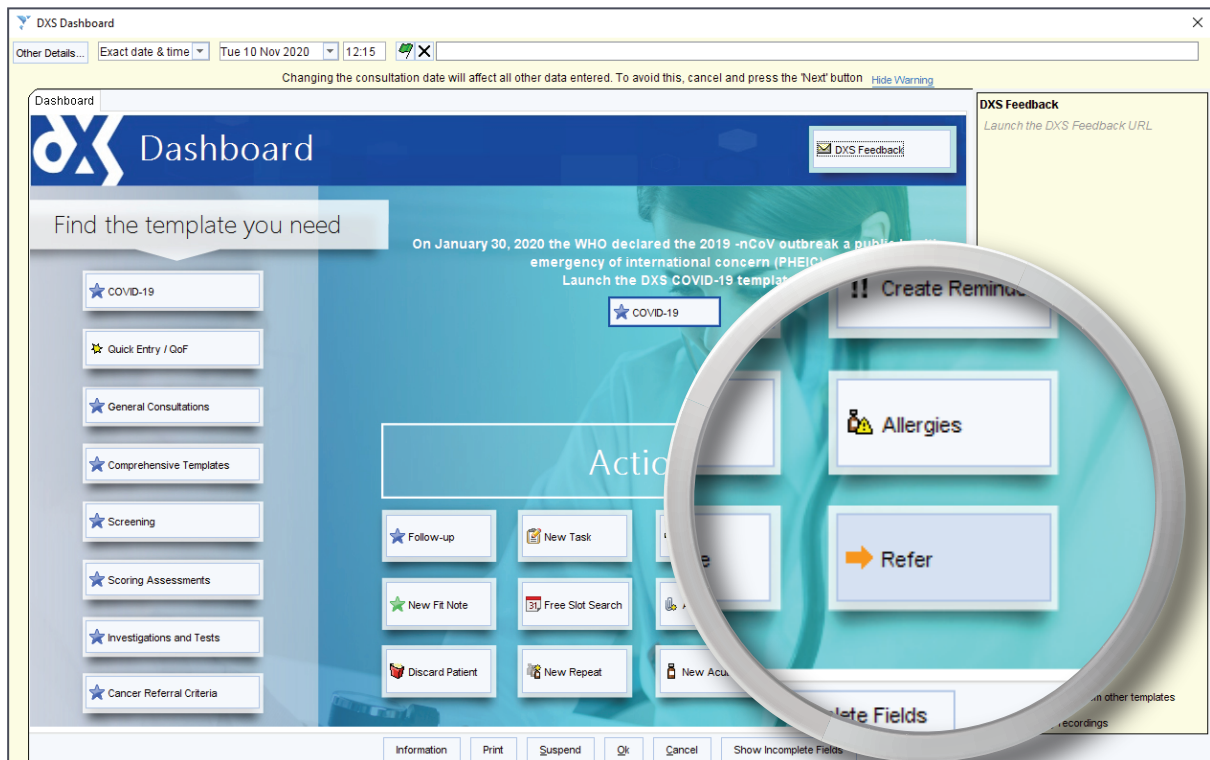 DXS Dashboard
Other Details...
Exact date & time
Tue 10 Nov 2020
12:15
Changing the consultation date will affect all other data entered. To avoid this, cancel and press the 'Next' button Hide Warning
Dashboard
dXS Dashboard
DXS Feedback
Find the template you need
On January 30, 2020 the WHO declared the 2019 -nCoV outbreak a public
emergency of international concern (PHEIC)
Launch the DXS COVID-19
COVID-19
COVID-19
Quick Entry / QoF
General Consultations
Comprehensive Templates
Screening
Scoring Assessments
Investigations and Tests
Cancer Referral Criteria
Follow-up
New Task
New Fit Note
Free Slot Search
Discard Patient
New Repeat
New
!! Create
Allergies
Refer
Fields
DXS Feedback
Launch the DXS Feedback URL
other templates
recordings
Information
Print
Suspend
Ok
Cancel
Show Incomplete Fields